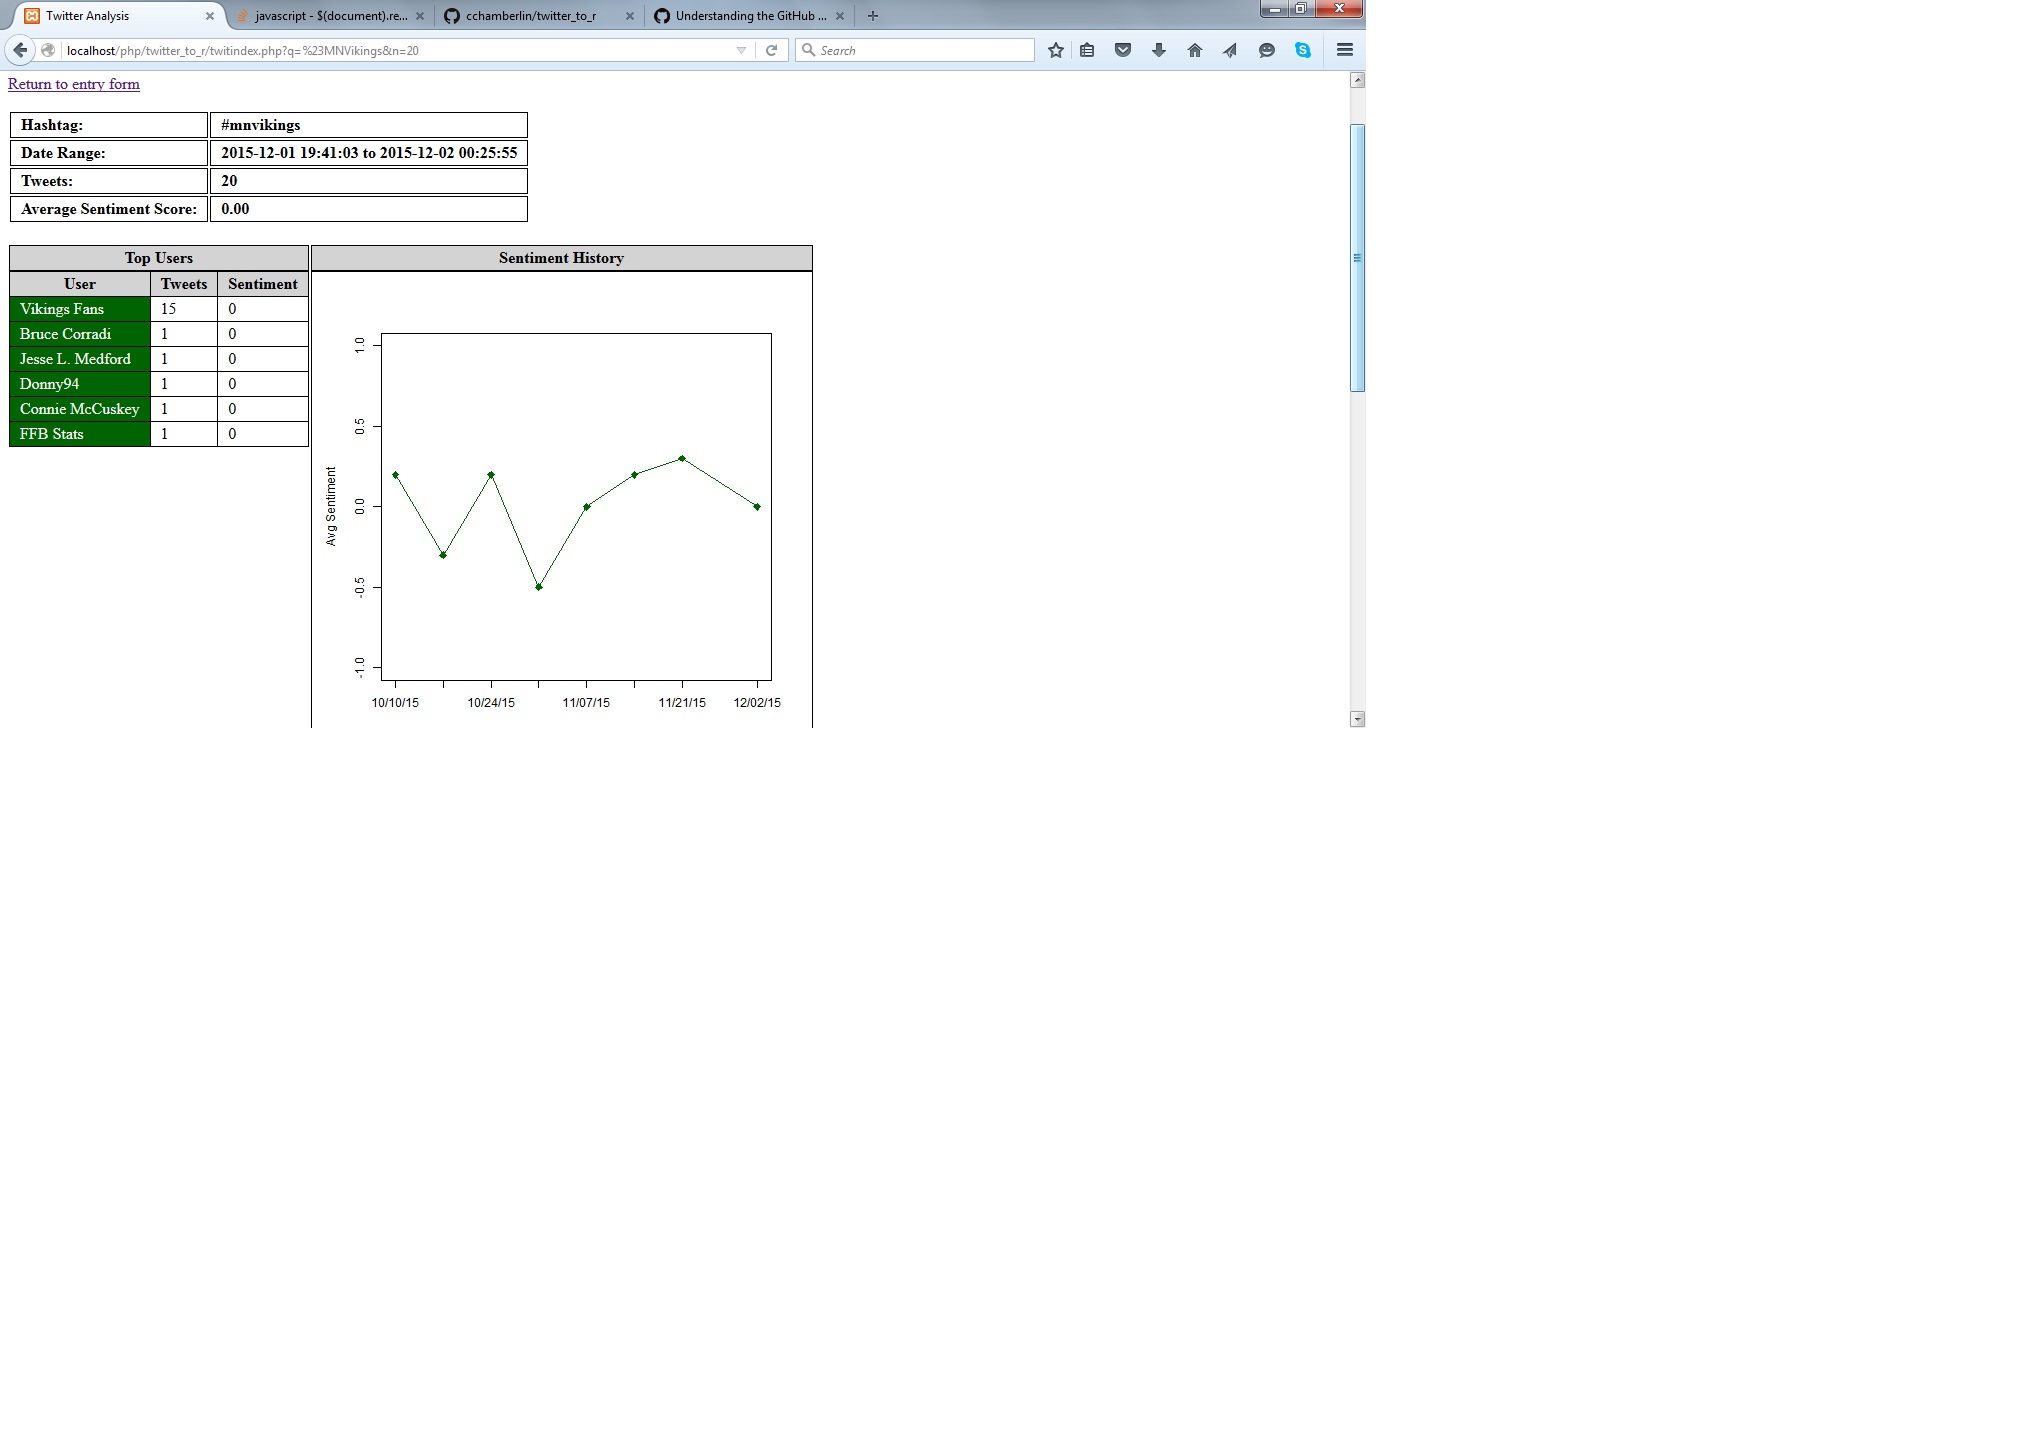 Twitter Analysis
javascript - $(document).re...
cchamberlin/twitter_to_r
Understanding the GitHub ...
localhost/php/twitter_to_r/twitindex.php?q=%23MNVikings&n=20
Search
Return to entry form
Hashtag: #mnvikings
Date Range: 2015-12-01 19:41:03 to 2015-12-02 00:25:55
Tweets: 20
Average Sentiment Score: 0.00
Top Users
User Tweets Sentiment
Vikings Fans 15 0
Bruce Corradi 1 0
Jesse L. Medford 1 0
Donny94 1 0
Connie McCuskey 1 0
FFB Stats 1 0
Sentiment History
Avg Sentiment
1.0
0.5
0.0
-0.5
-1.0
10/10/15 10/24/15 11/07/15 11/21/15 12/02/15